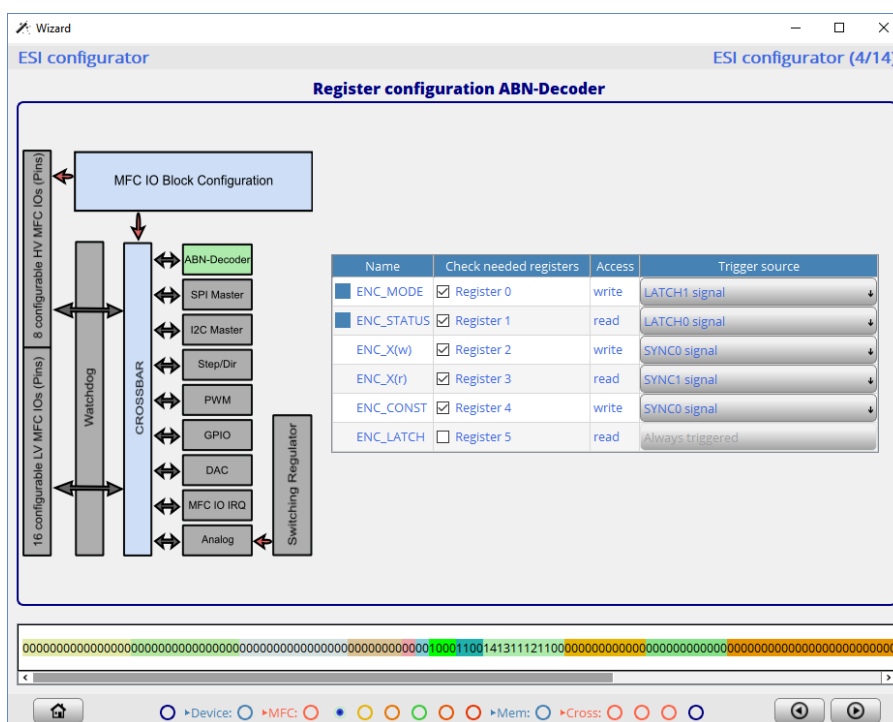 Wizard
ESI configurator ESI configurator (4/14)
Register configuration ABN-Decoder
8 configurable HV MFC IOs (Pins)
16 configurable LV MFC IOs (Pins)
MFC IO Block Configuration
Watchdog
CROSSBAR
ABN-Decoder
SPI Master
I2C Master
Step/Dir
PWM
GPIO
DAC
MFC IO IRQ
Analog
Switching Regulator
Name Check needed registers Access Trigger source
ENC_MODE Register 0 write LATCH1 signal
ENC_STATUS Register 1 read LATCH0 signal
ENC_X(w) Register 2 write SYNC0 signal
ENC_X(r) Register 3 read SYNC1 signal
ENC_CONST Register 4 write SYNC0 signal
ENC_LATCH Register 5 read Always triggered
Device: MFC: Mem: Cross: